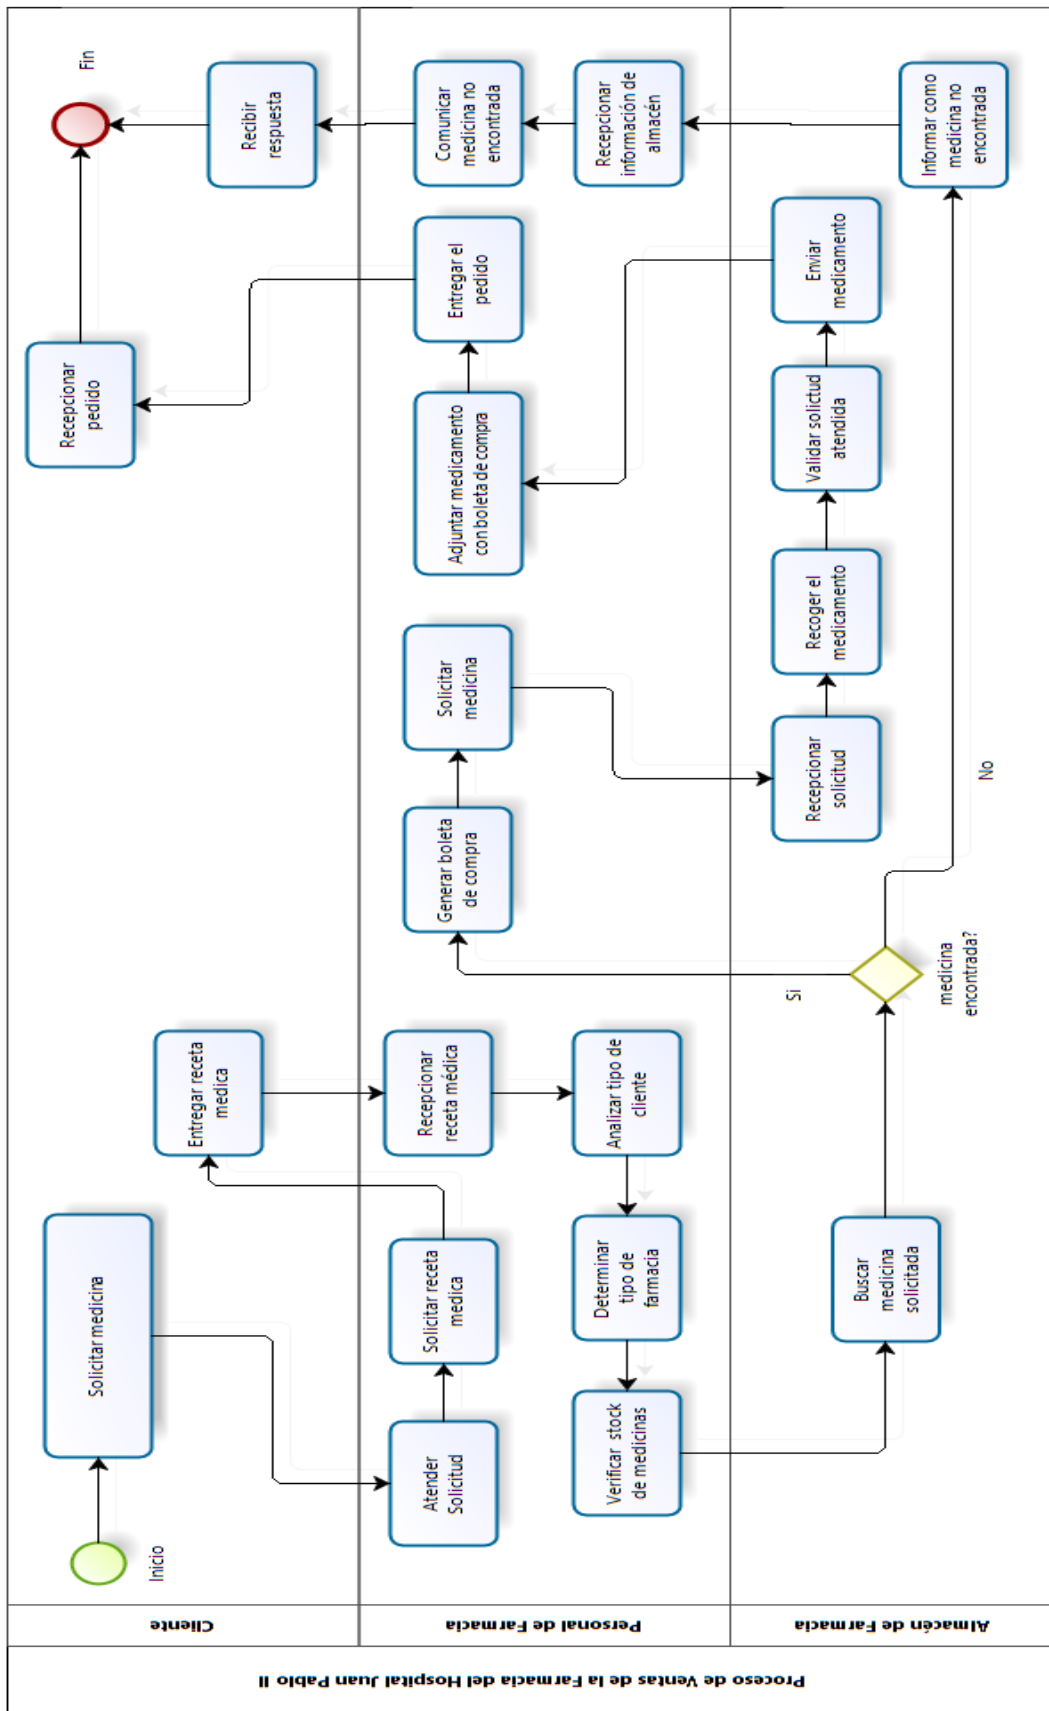 Proceso de Ventas de la Farmacia del Hospital Juan Pablo II
Cliente
Inicio
Solicitar medicina
Entregar receta
medica
Recepcionar
pedido
Recibir
respuesta
Fin
Personal de Farmacia
Atender
Solicitud
Solicitar receta
medica
Recepcionar
receta médica
Generar boleta
de compra
Solicitar
medicina
Adjuntar medicamento
con boleta de compra
Entregar el
pedido
Comunicar
medicina no
encontrada
Verificar stock
de medicinas
Determinar
tipo de
farmacia
Analizar tipo de
cliente
Recepcionar
información de
almacén
Almacén de Farmacia
Buscar
medicina
solicitada
medicina
encontrada?
Si
No
Recepcionar
solicitud
Recoger el
medicamento
Validar solictud
atendida
Enviar
medicamento
Informar como
medicina no
encontrada